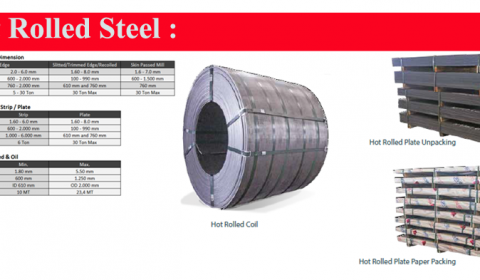 Rolled Steel :
Dimension
Edge Slitted/Trimmed Edge/Recoiled Skin Passed Mill
2.0 - 6.0 mm 1.60 - 8.0 mm 1.6 - 7.0 mm
600 - 2,000 mm 100 - 990 mm 600 - 1,500 mm
760 - 2,000 mm 610 mm and 760 mm 760 mm
5 - 30 Ton 30 Ton Max 30 Ton Max
Strip / Plate
Strip Plate
1.60 - 6.0 mm 1.60 - 8.0 mm
600 - 2,000 mm 100 - 990 mm
1,000 - 6,000 mm 610 mm and 760 mm
6 Ton 30 Ton Max
d & Oil
Min. Max.
1.80 mm 5.50 mm
600 mm 1,250 mm
ID 610 mm OD 2,000 mm
10 MT 23,4 MT
Hot Rolled Coil
Hot Rolled Plate Unpacking
Hot Rolled Plate Paper Packing